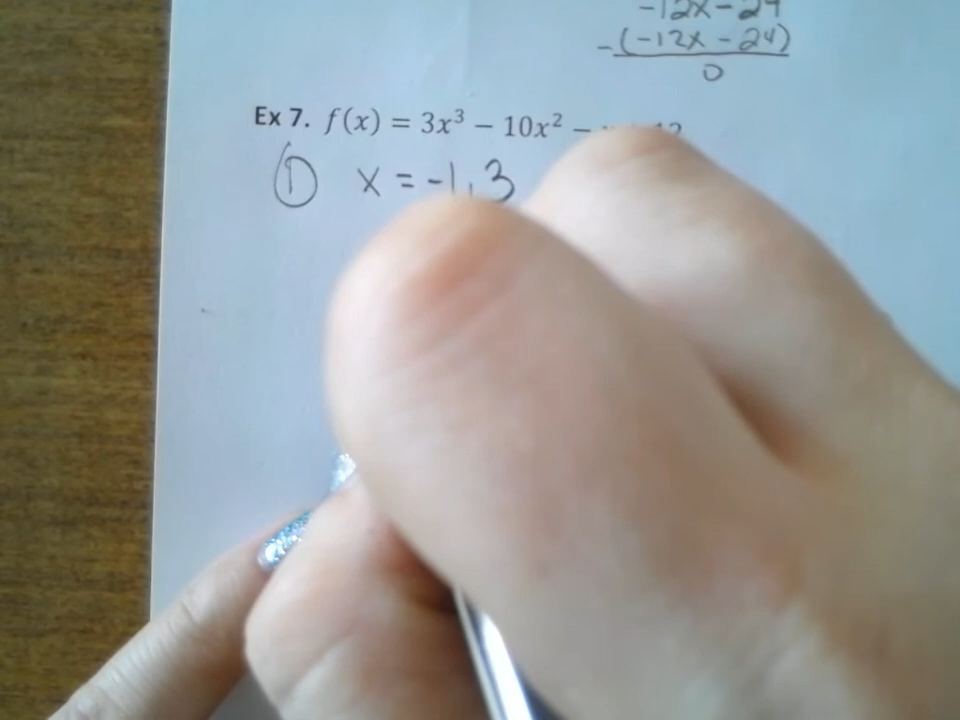 -12x-24
-(-12x - 24)
0
Ex 7. f(x) = 3x³ − 10x² −
① x = -1, 3